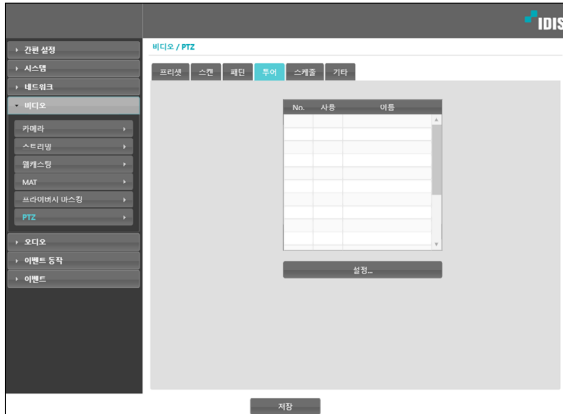 IDIS
간편 설정
시스템
네트워크
비디오
카메라
스트리밍
웹캐스팅
MAT
프라이버시 마스킹
PTZ
오디오
이벤트 동작
이벤트
비디오 / PTZ
프리셋 스캔 패턴 투어 스케줄 기타
No. 사용 이름
설정...
저장